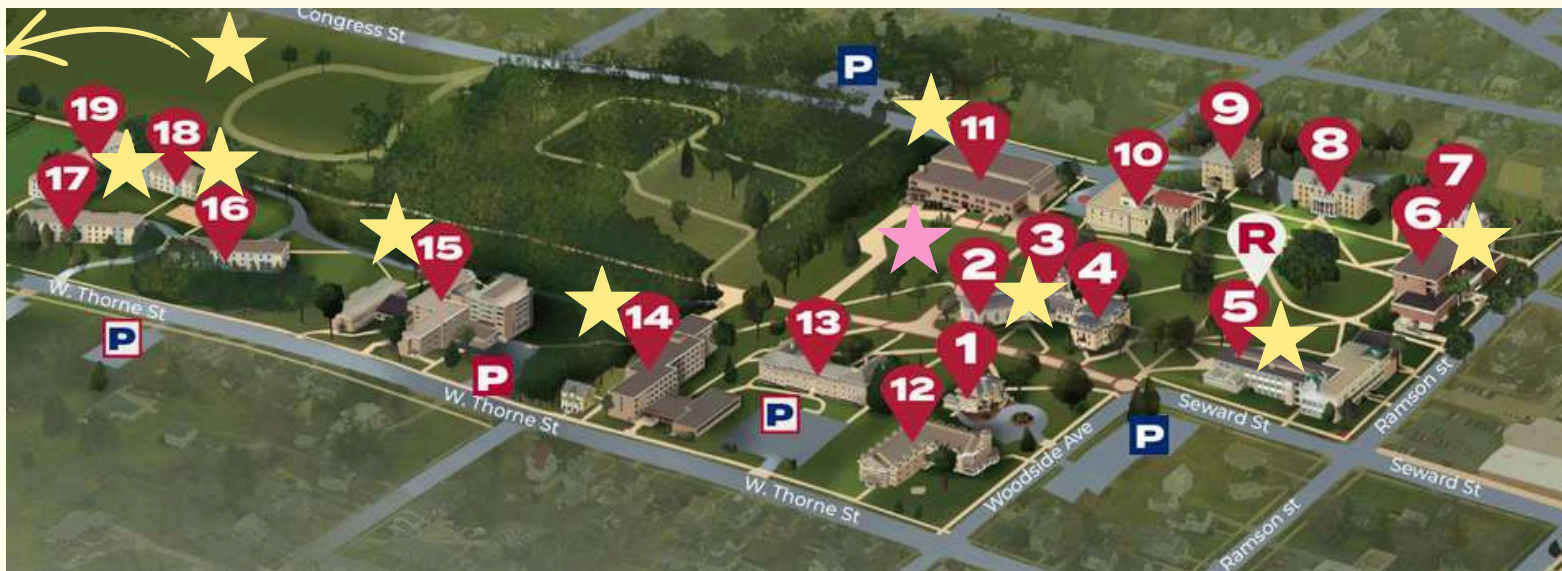 Congress St
P
19
18
17
16
11
9
10
8
7
6
R
15
2
3
4
5
14
13
1
12
W. Thorne St
P
P
W. Thorne St
P
P
Seward St
Ramson st
Woodside Ave
W. Thorne St
Seward St
Ramson st